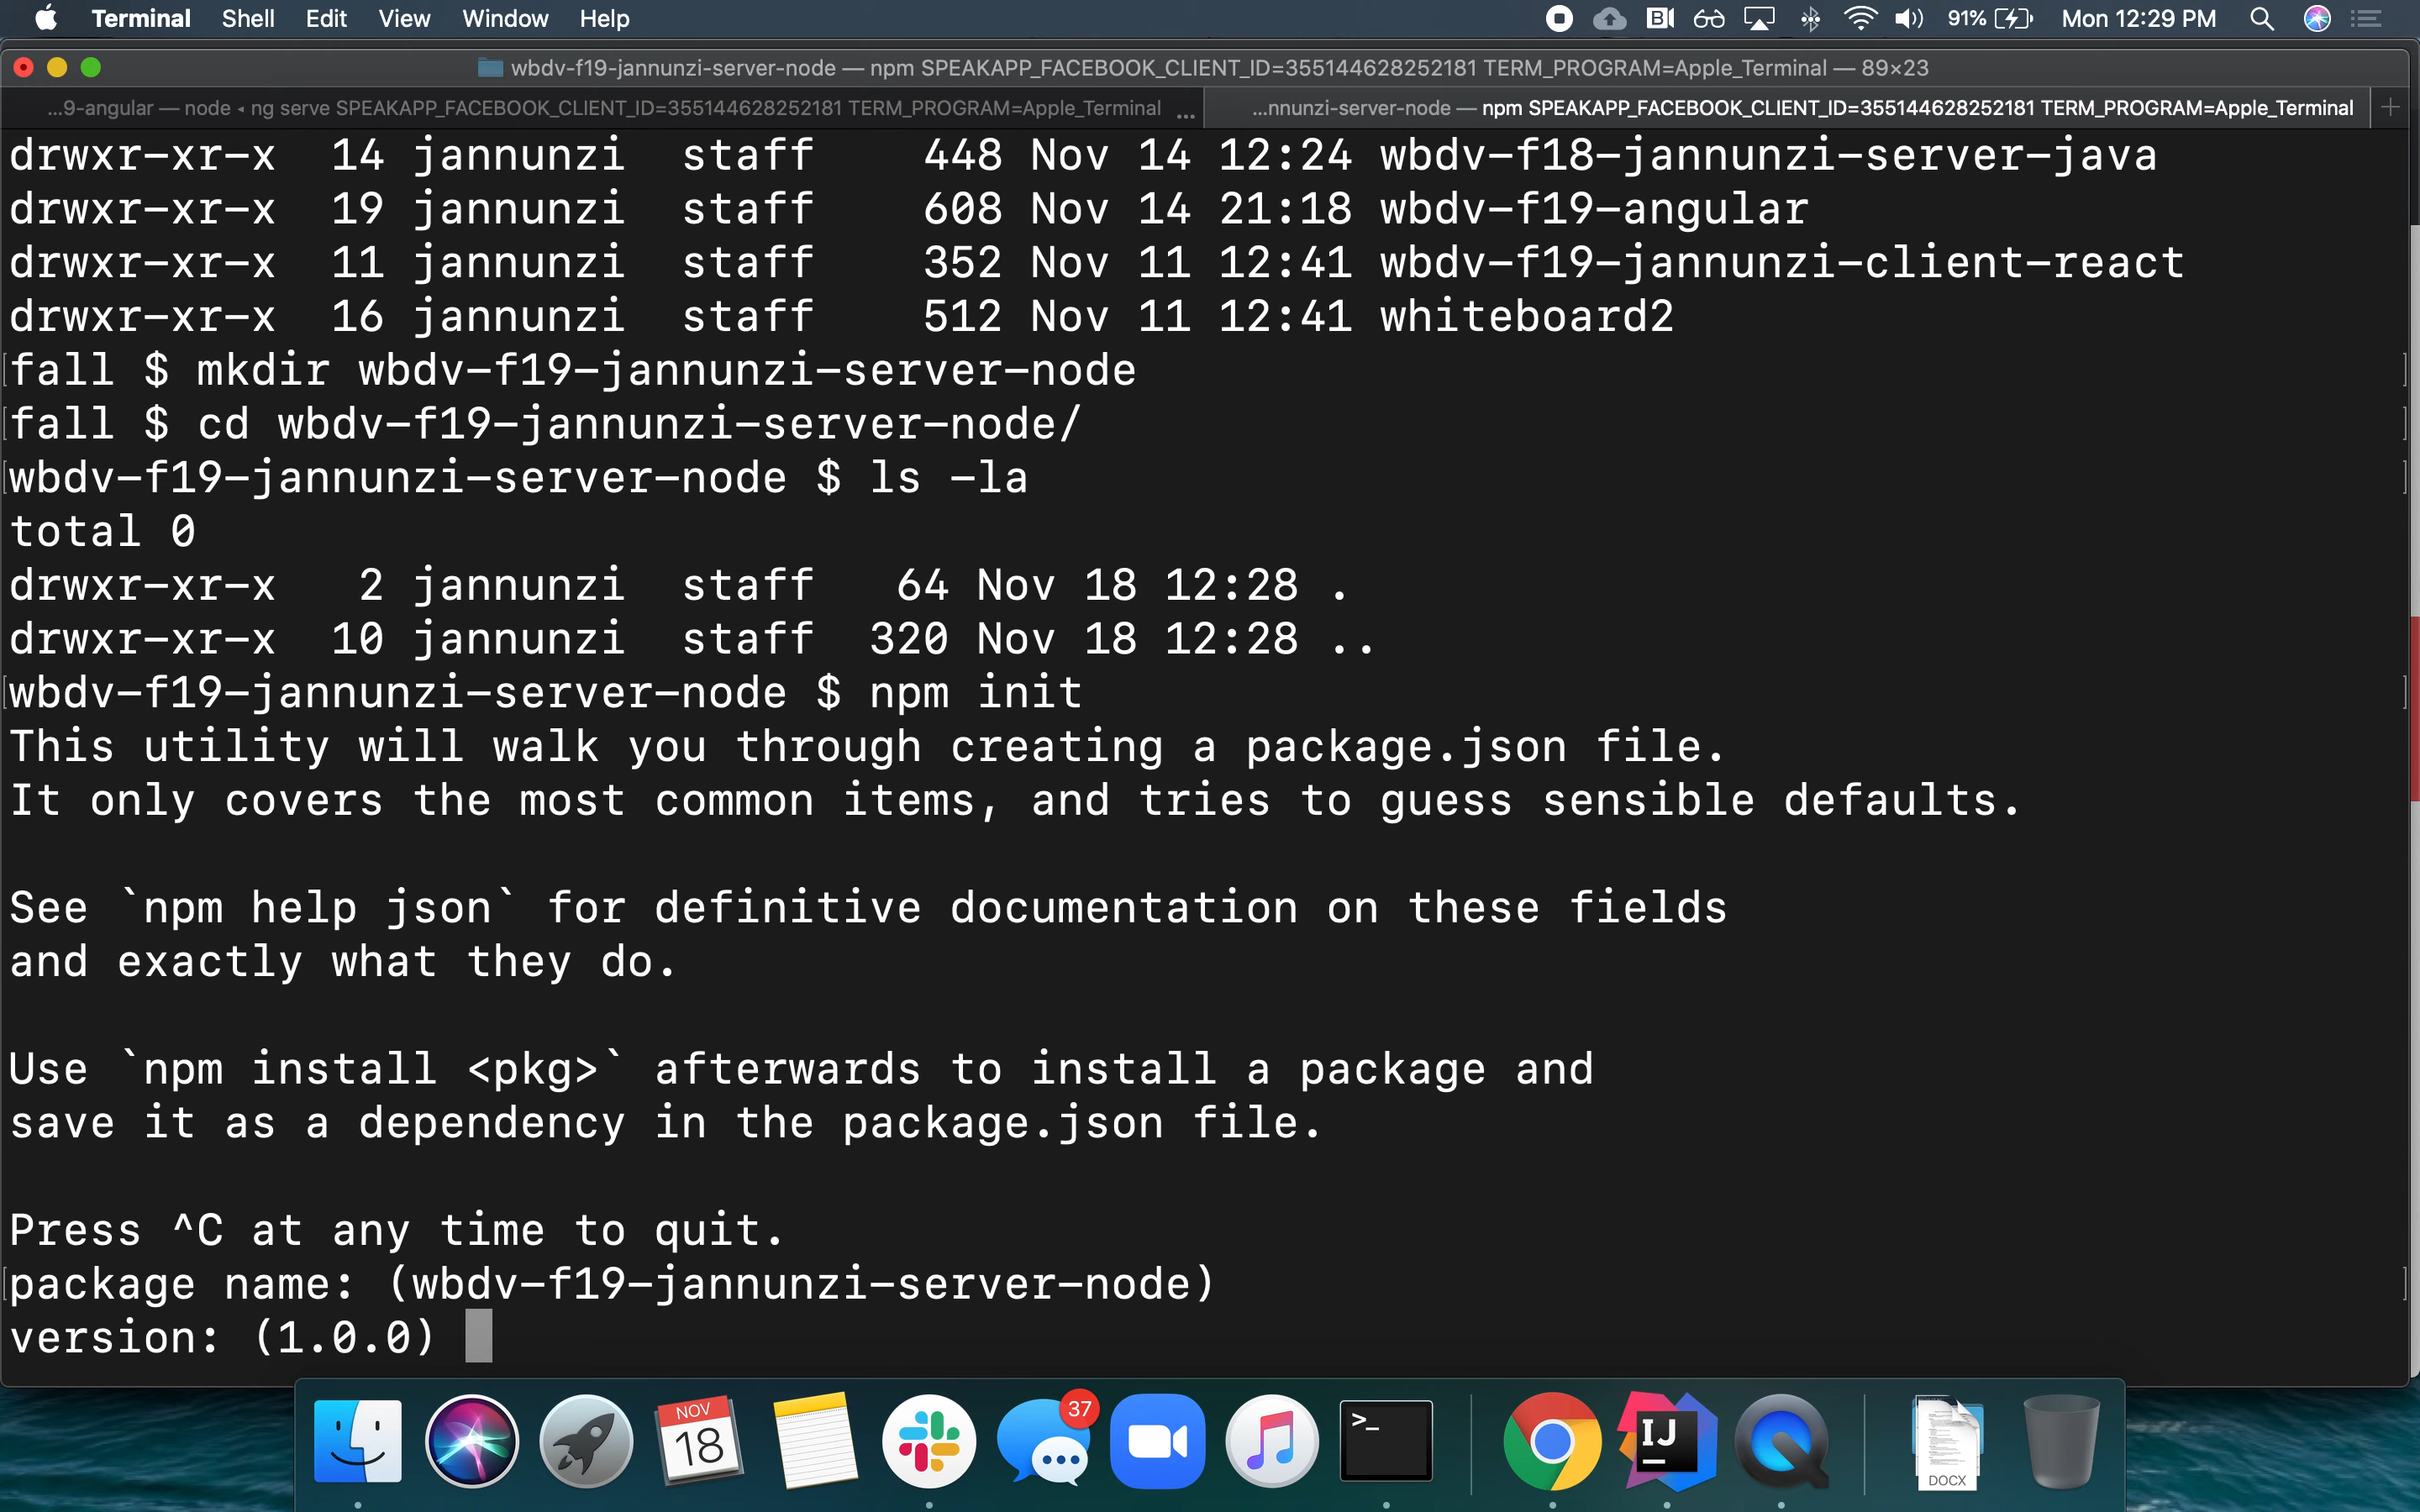 Terminal Shell Edit View Window Help 91% Mon 12:29 PM
wbdv-f19-jannunzi-server-node — npm SPEAKAPP_FACEBOOK_CLIENT_ID=355144628252181 TERM_PROGRAM=Apple_Terminal — 89×23
...9-angular — node ◂ ng serve SPEAKAPP_FACEBOOK_CLIENT_ID=355144628252181 TERM_PROGRAM=Apple_Terminal ... ...nnunzi-server-node — npm SPEAKAPP_FACEBOOK_CLIENT_ID=355144628252181 TERM_PROGRAM=Apple_Terminal +
drwxr-xr-x  14 jannunzi  staff    448 Nov 14 12:24 wbdv-f18-jannunzi-server-java
drwxr-xr-x  19 jannunzi  staff    608 Nov 14 21:18 wbdv-f19-angular
drwxr-xr-x  11 jannunzi  staff    352 Nov 11 12:41 wbdv-f19-jannunzi-client-react
drwxr-xr-x  16 jannunzi  staff    512 Nov 11 12:41 whiteboard2
[fall $ mkdir wbdv-f19-jannunzi-server-node ]
[fall $ cd wbdv-f19-jannunzi-server-node/ ]
[wbdv-f19-jannunzi-server-node $ ls -la ]
total 0
drwxr-xr-x   2 jannunzi  staff   64 Nov 18 12:28 .
drwxr-xr-x  10 jannunzi  staff  320 Nov 18 12:28 ..
[wbdv-f19-jannunzi-server-node $ npm init ]
This utility will walk you through creating a package.json file.
It only covers the most common items, and tries to guess sensible defaults.
See `npm help json` for definitive documentation on these fields
and exactly what they do.
Use `npm install <pkg>` afterwards to install a package and
save it as a dependency in the package.json file.
Press ^C at any time to quit.
[package name: (wbdv-f19-jannunzi-server-node) ]
version: (1.0.0)
NOV
18
37
>_
IJ
DOCX